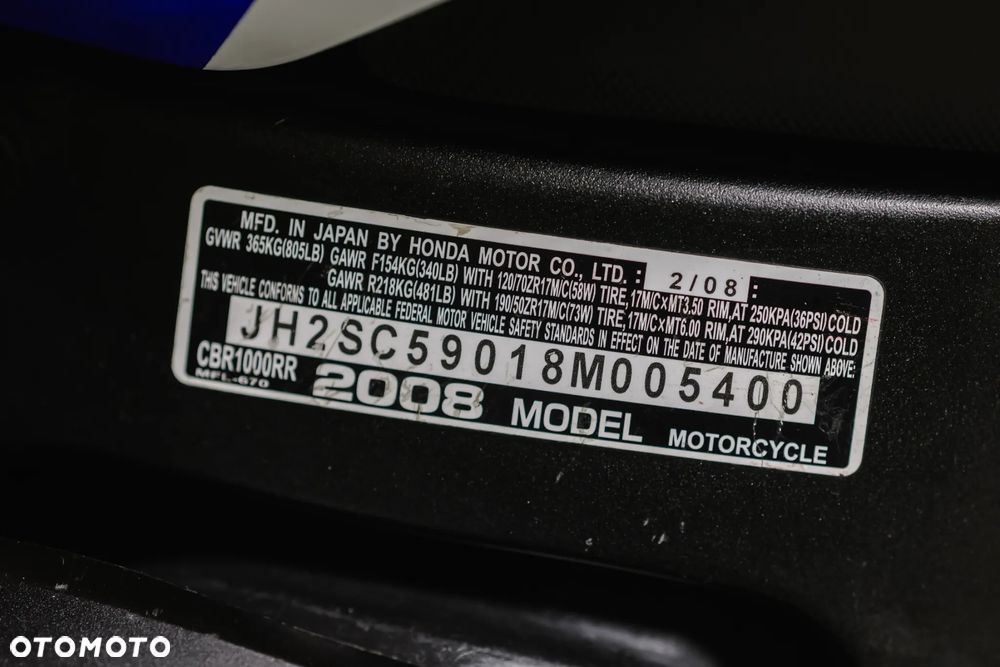 MFD. IN JAPAN BY HONDA MOTOR CO., LTD. : 2/08 :
GVWR 365KG(805LB) GAWR F154KG(340LB) WITH 120/70ZR17M/C(58W) TIRE,17M/C×MT3.50 RIM,AT 250KPA(36PSI)COLD
GAWR R218KG(481LB) WITH 190/50ZR17M/C(73W) TIRE,17M/C×MT6.00 RIM,AT 290KPA(42PSI)COLD
THIS VEHICLE CONFORMS TO ALL APPLICABLE FEDERAL MOTOR VEHICLE SAFETY STANDARDS IN EFFECT ON THE DATE OF MANUFACTURE SHOWN ABOVE:
JH2SC59018M005400
CBR1000RR
MFL-670
2008 MODEL MOTORCYCLE
OTOMOTO